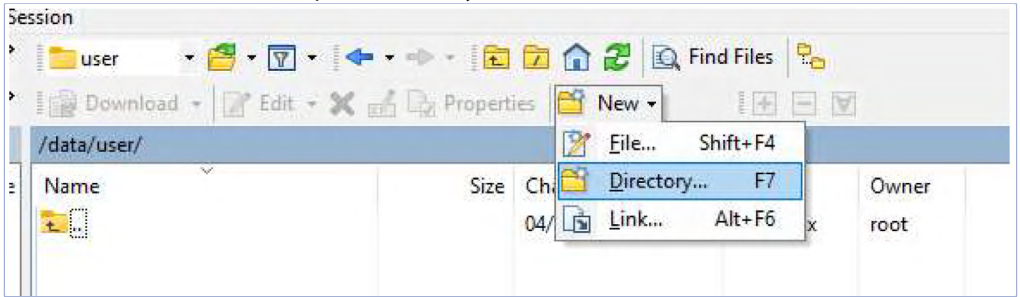 Session
user Find Files
Download Edit Properties New
/data/user/
File... Shift+F4
Name Size Directory... F7 Owner
.. 04/ Link... Alt+F6 x root